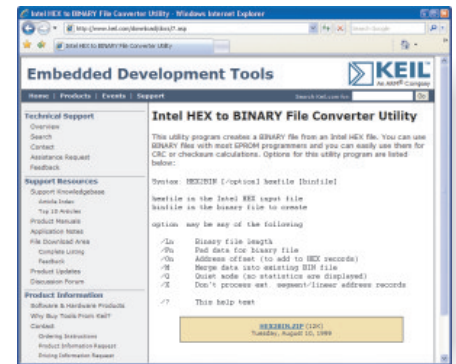 Intel HEX to BINARY File Converter Utility - Windows Internet Explorer
Intel HEX to BINARY File Converter Utility
Embedded Development Tools
KEIL
An ARM® Company
Home | Products | Events | Support
Technical Support
Overview
Search
Contact
Assistance Request
Feedback
Support Resources
Support Knowledgebase
Article Index
Top 10 Articles
Product Manuals
Application Notes
File Download Area
Complete Listing
Feedback
Product Updates
Discussion Forum
Product Information
Software & Hardware Products
Why Buy Tools From Keil?
Contact
Ordering Instructions
Product Information Request
Pricing Information Request
Intel HEX to BINARY File Converter Utility
This utility program creates a BINARY file from an Intel HEX file. You can use
BINARY files with most EPROM programmers and you can easily use them for
CRC or checksum calculations. Options for this utility program are listed
below:
Syntax HEX2BIN [/option] hexfile [binfile]
hexfile is the Intel HEX input file
binfile is the binary file to create
option may be any of the following
/Ln Binary file length
/Pn Pad data for binary file
/On Address offset (to add to HEX records)
/M Merge data into existing BIN file
/Q Quiet mode (no statistics are displayed)
/X Don't process ext. segment/linear address records
/? This help text
HEX2BIN.ZIP (12K)
Tuesday, August 10, 1999